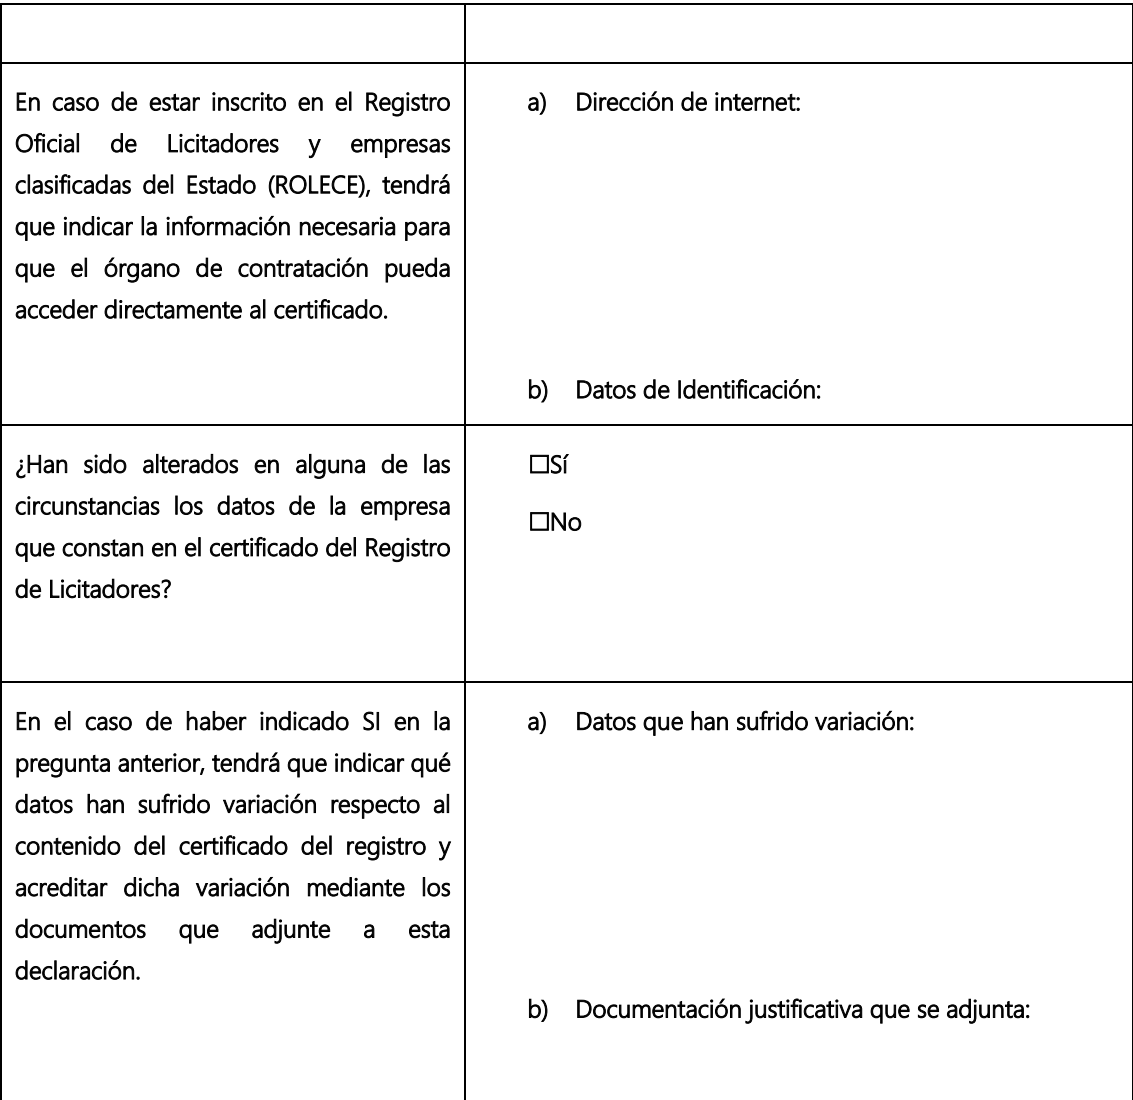 En caso de estar inscrito en el Registro
Oficial de Licitadores y empresas
clasificadas del Estado (ROLECE), tendrá
que indicar la información necesaria para
que el órgano de contratación pueda
acceder directamente al certificado.
a) Dirección de internet:
b) Datos de Identificación:
¿Han sido alterados en alguna de las
circunstancias los datos de la empresa
que constan en el certificado del Registro
de Licitadores?
☐Sí
☐No
En el caso de haber indicado SI en la
pregunta anterior, tendrá que indicar qué
datos han sufrido variación respecto al
contenido del certificado del registro y
acreditar dicha variación mediante los
documentos que adjunte a esta
declaración.
a) Datos que han sufrido variación:
b) Documentación justificativa que se adjunta: